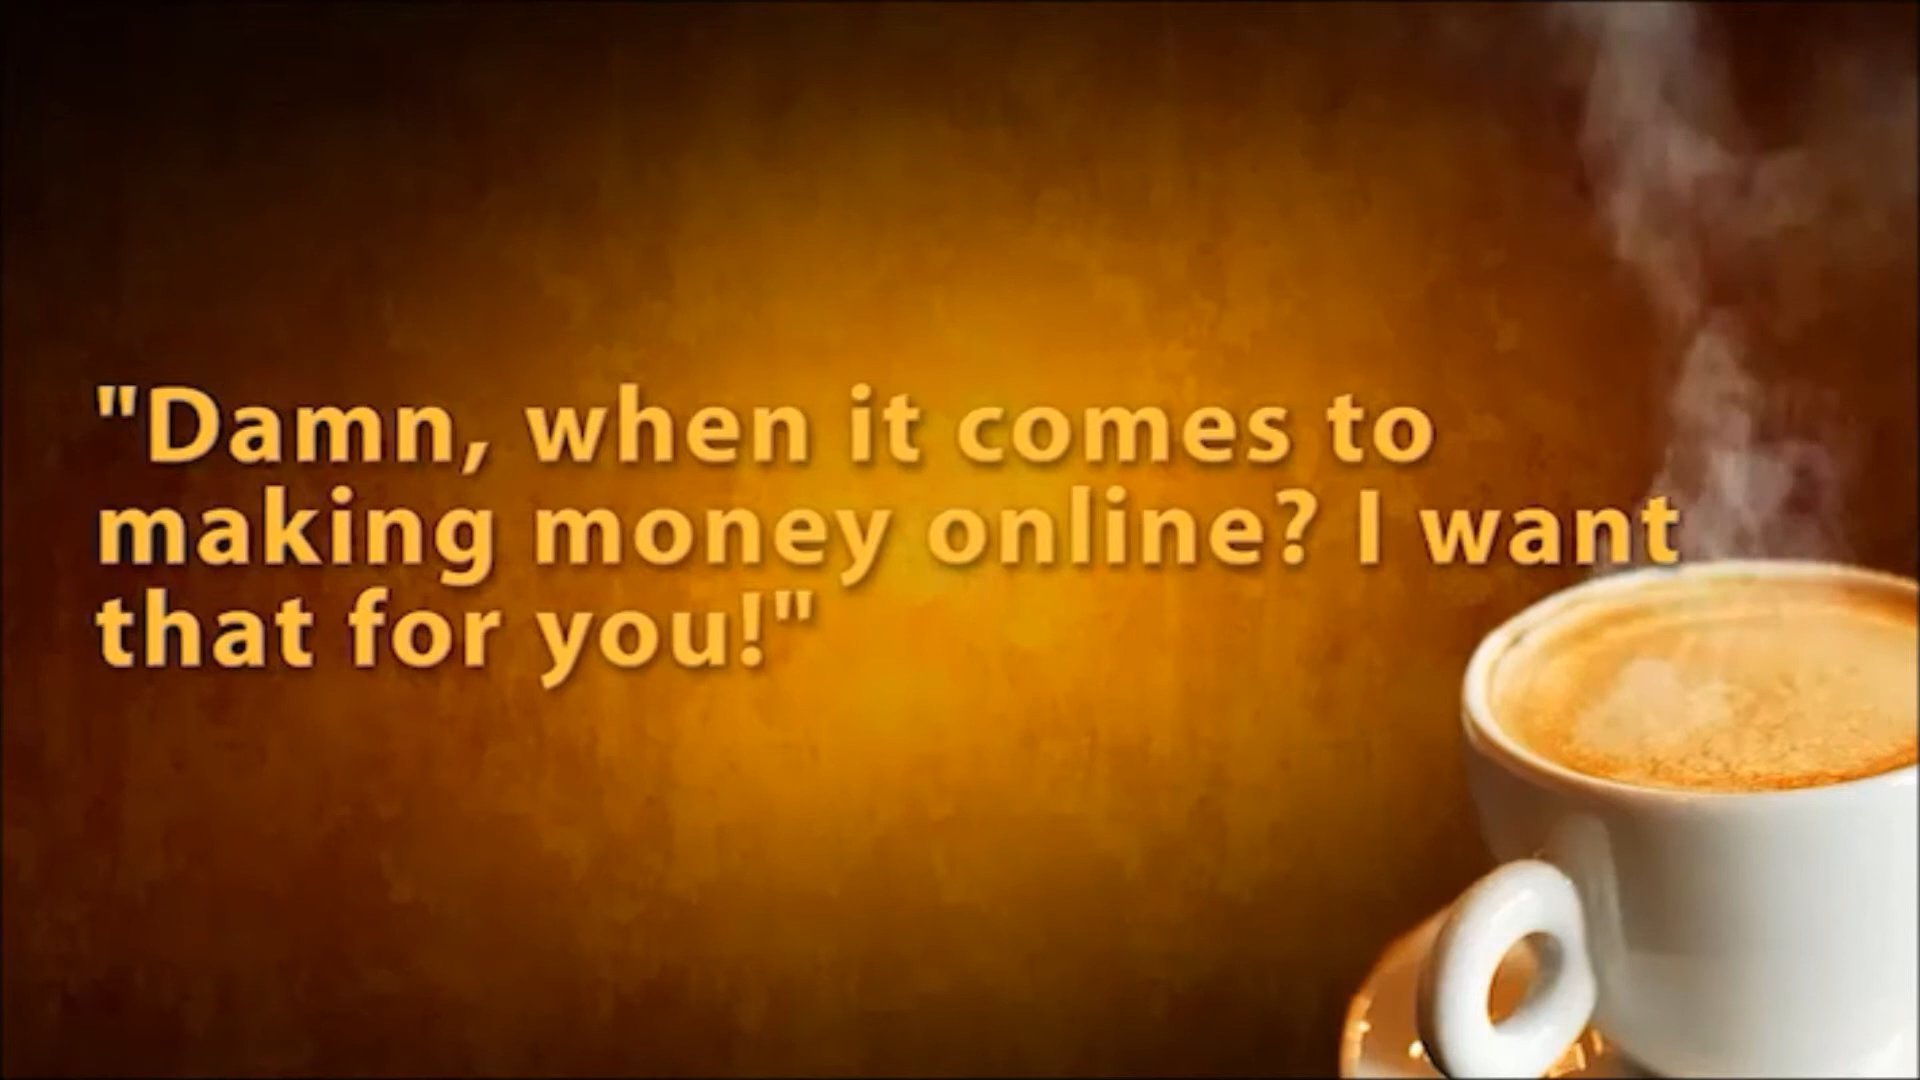 "Damn, when it comes to
making money online? I want
that for you!"